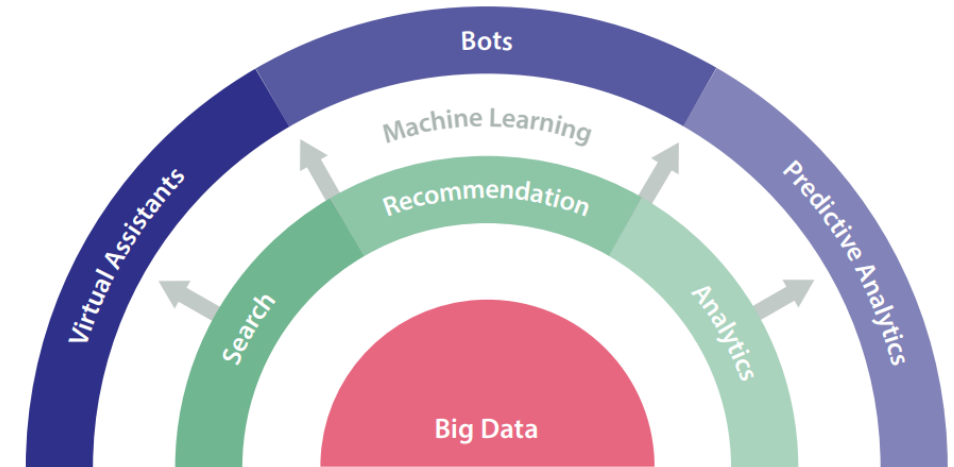 Bots
Machine Learning
Virtual Assistants
Recommendation
Predictive Analytics
Search
Analytics
Big Data